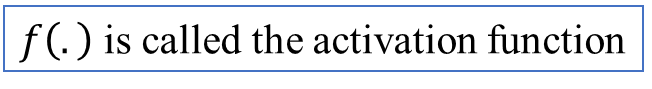 f(.) is called the activation function